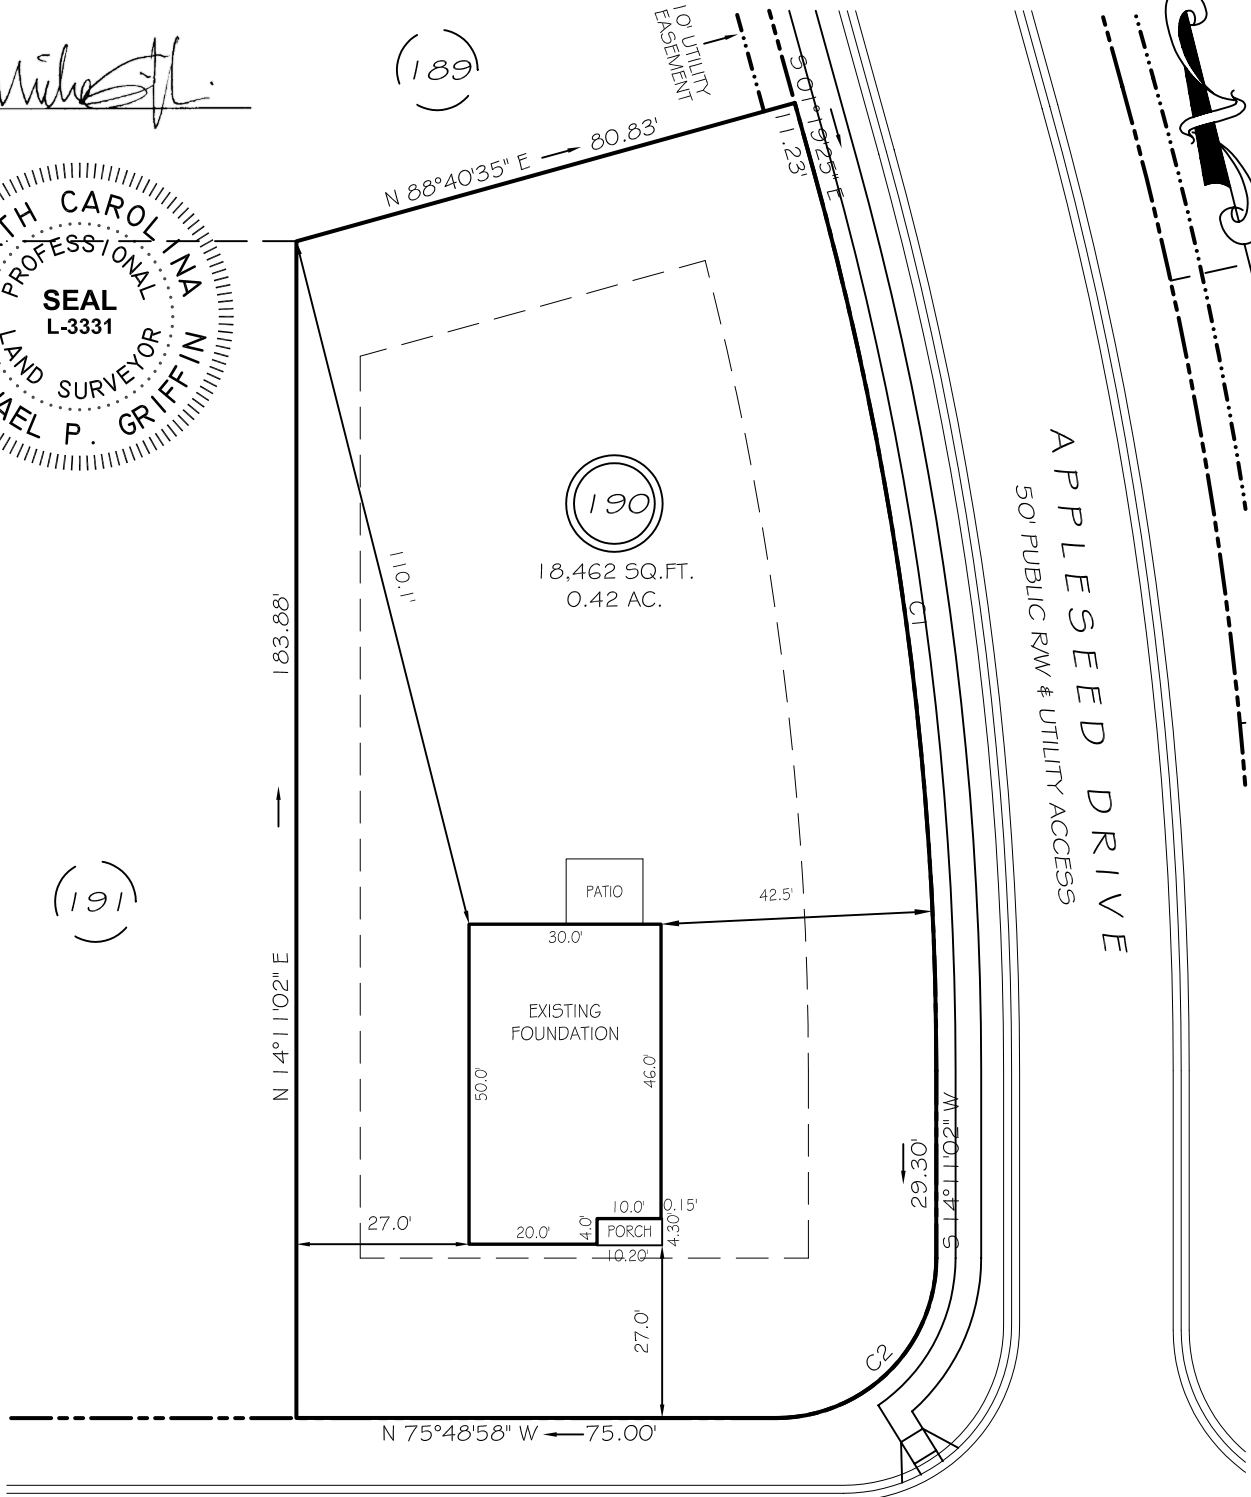 189
10' UTILITY
EASEMENT
S 01°19'25" E
11.23'
N 88°40'35" E
80.83'
TH CAROLINA
PROFESSIONAL
SEAL
L-3331
LAND SURVEYOR
AEL P. GRIFFIN
190
18,462 SQ.FT.
0.42 AC.
110.1'
183.88'
N 14°11'02" E
191
C1
APPLESEED DRIVE
50' PUBLIC R/W & UTILITY ACCESS
PATIO
42.5'
30.0'
EXISTING
FOUNDATION
50.0'
46.0'
29.30'
S 14°11'02" W
10.0'
0.15'
27.0'
20.0'
4.0'
PORCH
4.30'
10.20'
27.0'
C2
N 75°48'58" W
75.00'